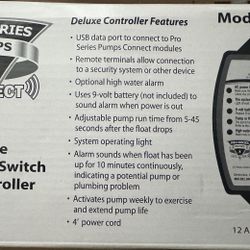 Deluxe Controller Features
• USB data port to connect to Pro
Series Pumps Connect modules
• Remote terminals allow connection
to a security system or other device
• Optional high water alarm
• Uses 9-volt battery (not included) to
sound alarm when power is out
• Adjustable pump run time from 5-45
seconds after the float drops
• System operating light
• Alarm sounds when float has been
up for 10 minutes continuously,
indicating a potential pump or
plumbing problem
• Activates pump weekly to exercise
and extend pump life
• 4' power cord
Switch
Mod
12 A